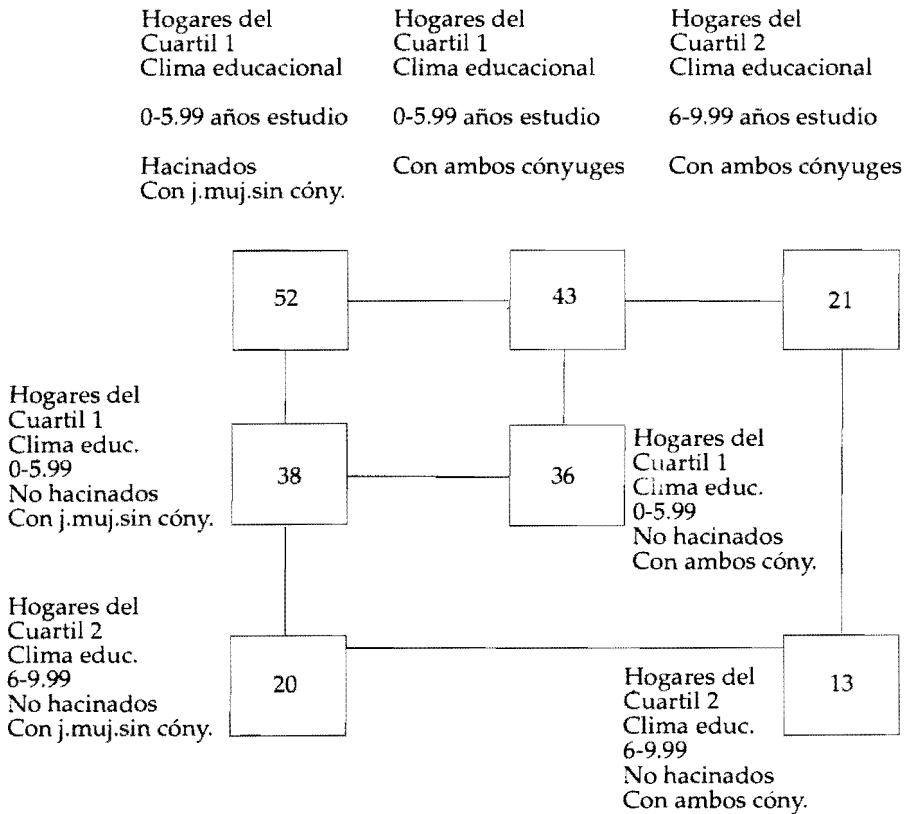 Hogares del
Cuartil 1
Clima educacional
0-5.99 años estudio
Hacinados
Con j.muj.sin cóny.
Hogares del
Cuartil 1
Clima educacional
0-5.99 años estudio
Con ambos cónyuges
Hogares del
Cuartil 2
Clima educacional
6-9.99 años estudio
Con ambos cónyuges
52
43
21
Hogares del
Cuartil 1
Clima educ.
0-5.99
No hacinados
Con j.muj.sin cóny.
38
36
Hogares del
Cuartil 1
Clima educ.
0-5.99
No hacinados
Con ambos cóny.
Hogares del
Cuartil 2
Clima educ.
6-9.99
No hacinados
Con j.muj.sin cóny.
20
Hogares del
Cuartil 2
Clima educ.
6-9.99
No hacinados
Con ambos cóny.
13